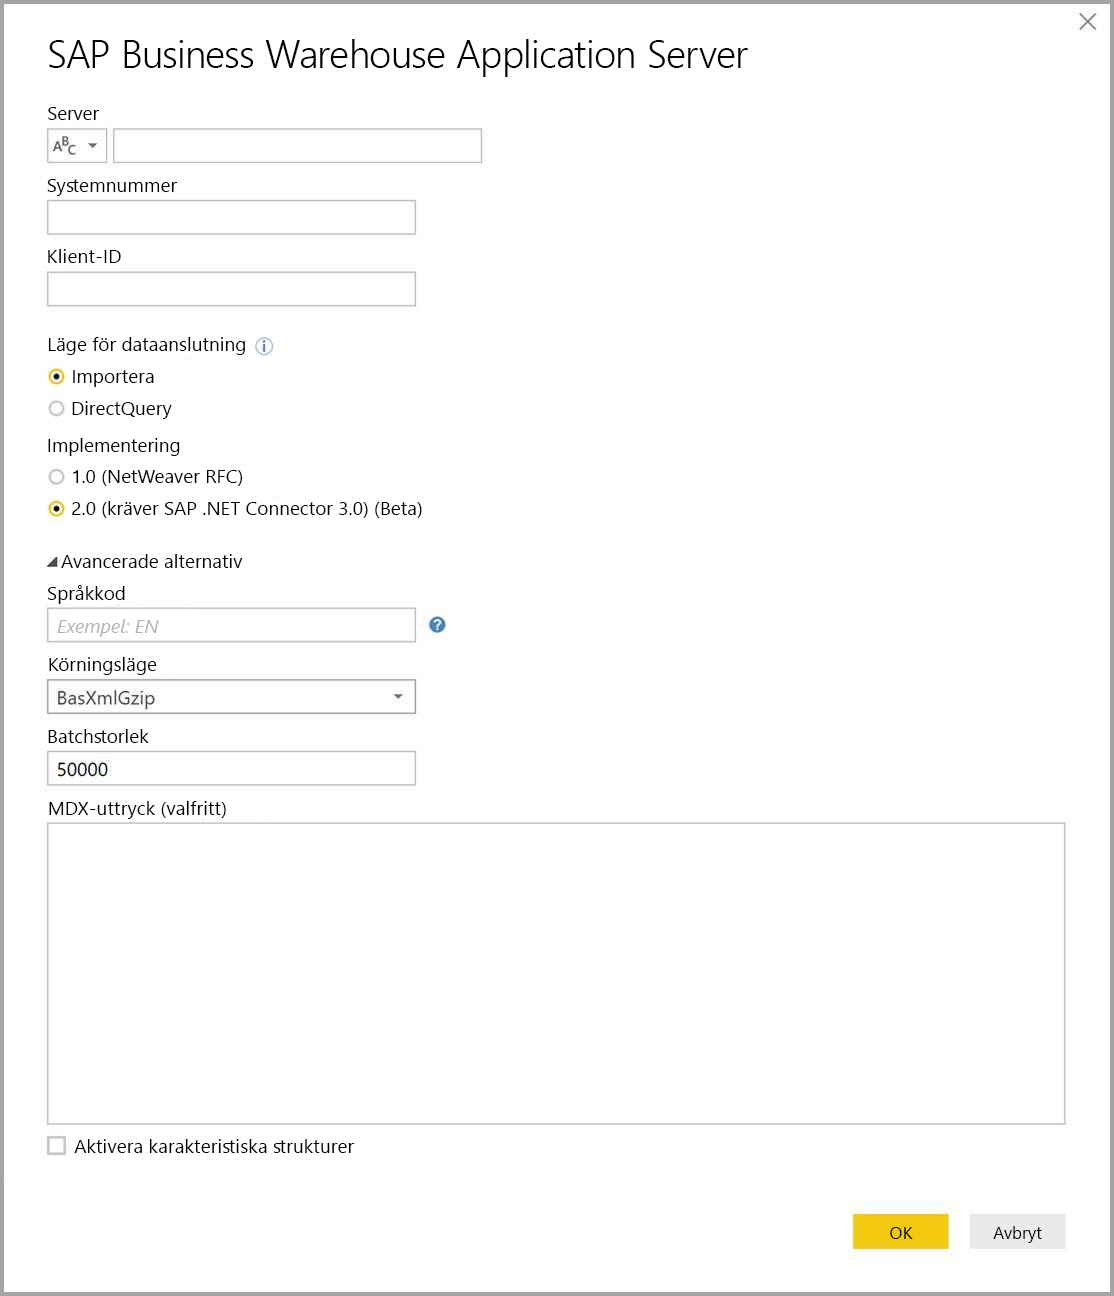 SAP Business Warehouse Application Server
Server
ABC
Systemnummer
Klient-ID
Läge för dataanslutning
Importera
DirectQuery
Implementering
1.0 (NetWeaver RFC)
2.0 (kräver SAP .NET Connector 3.0) (Beta)
Avancerade alternativ
Språkkod
Exempel: EN
Körningsläge
BasXmlGzip
Batchstorlek
50000
MDX-uttryck (valfritt)
Aktivera karakteristiska strukturer
OK Avbryt